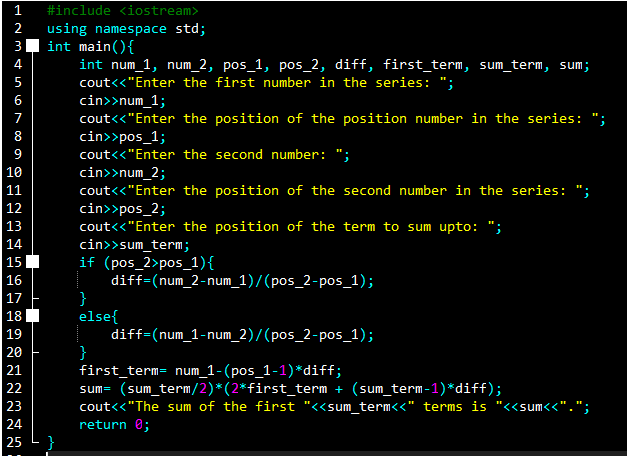 1 #include <iostream>
2 using namespace std;
3 int main(){
4 int num_1, num_2, pos_1, pos_2, diff, first_term, sum_term, sum;
5 cout<<"Enter the first number in the series: ";
6 cin>>num_1;
7 cout<<"Enter the position of the position number in the series: ";
8 cin>>pos_1;
9 cout<<"Enter the second number: ";
10 cin>>num_2;
11 cout<<"Enter the position of the second number in the series: ";
12 cin>>pos_2;
13 cout<<"Enter the position of the term to sum upto: ";
14 cin>>sum_term;
15 if (pos_2>pos_1){
16 diff=(num_2-num_1)/(pos_2-pos_1);
17 }
18 else{
19 diff=(num_1-num_2)/(pos_2-pos_1);
20 }
21 first_term= num_1-(pos_1-1)*diff;
22 sum= (sum_term/2)*(2*first_term + (sum_term-1)*diff);
23 cout<<"The sum of the first "<<sum_term<<" terms is "<<sum<<".";
24 return 0;
25 }